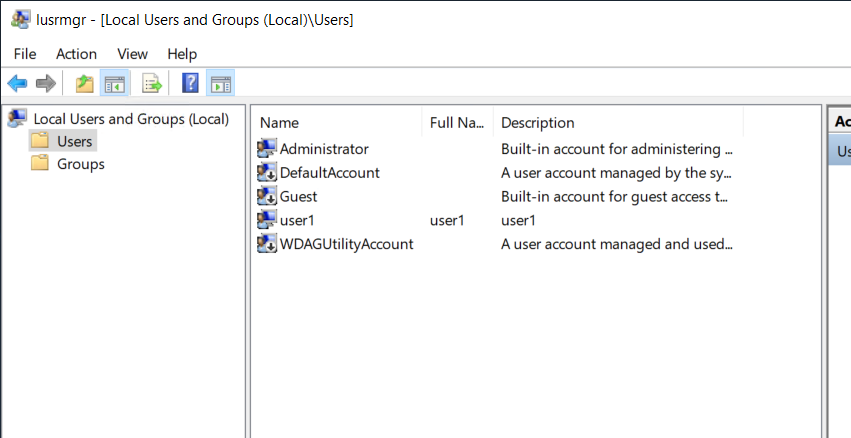 lusrmgr - [Local Users and Groups (Local)\Users]
File Action View Help
Local Users and Groups (Local)
Users
Groups
Name Full Na... Description
Administrator Built-in account for administering ...
DefaultAccount A user account managed by the sy...
Guest Built-in account for guest access t...
user1 user1 user1
WDAGUtilityAccount A user account managed and used...
Ac
Us